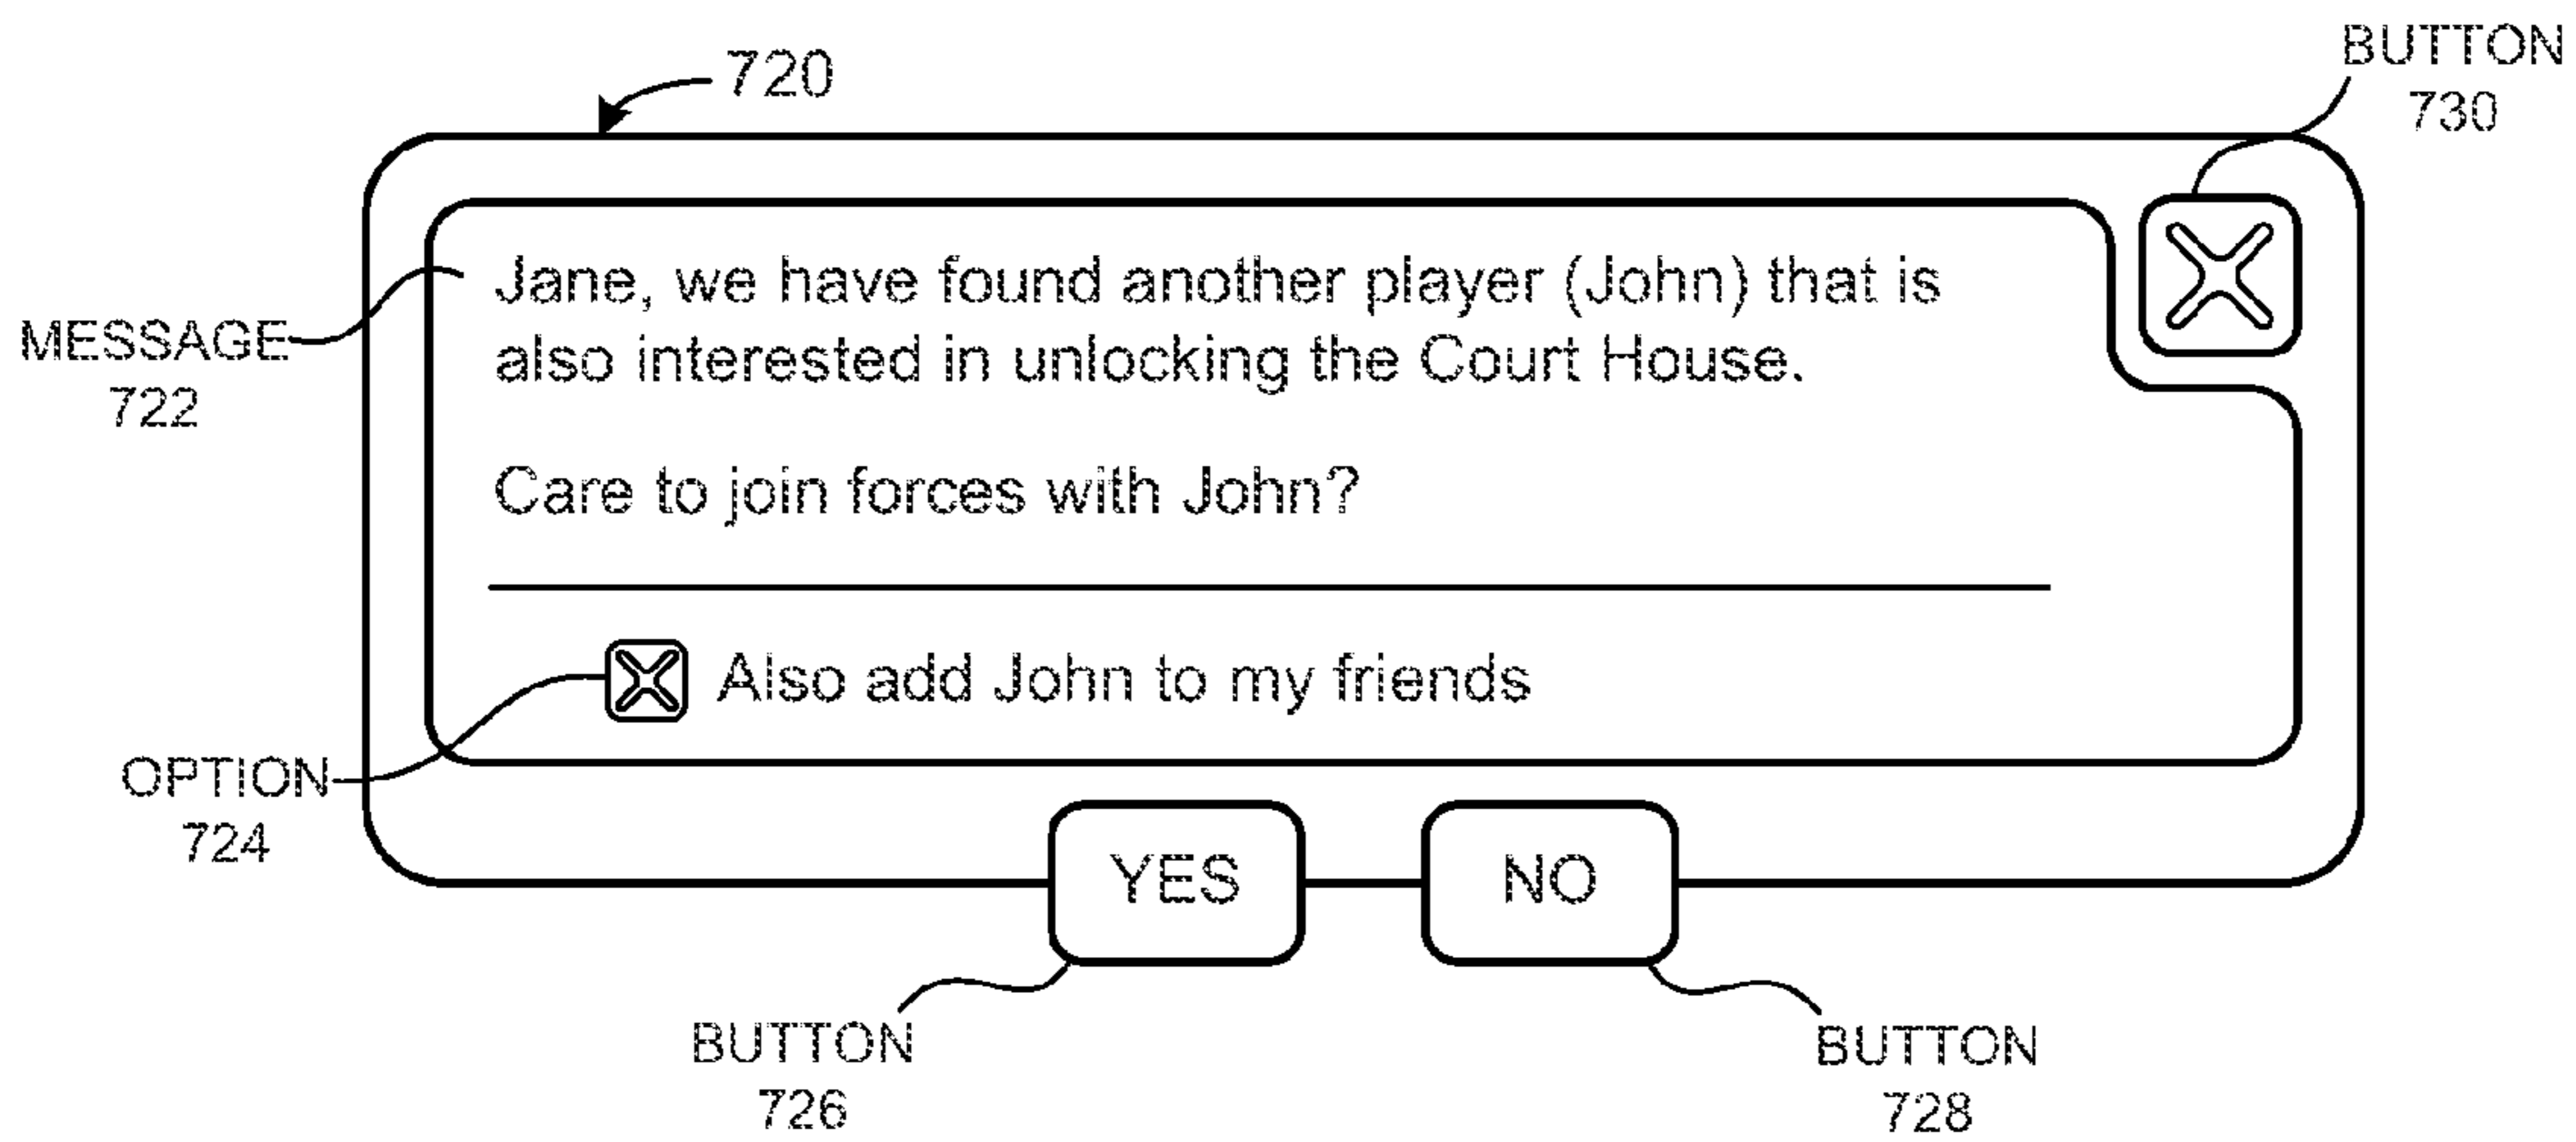 720
BUTTON
730
Jane, we have found another player (John) that is
also interested in unlocking the Court House.
MESSAGE
722
Care to join forces with John?
Also add John to my friends
OPTION
724
YES
NO
BUTTON
726
BUTTON
728